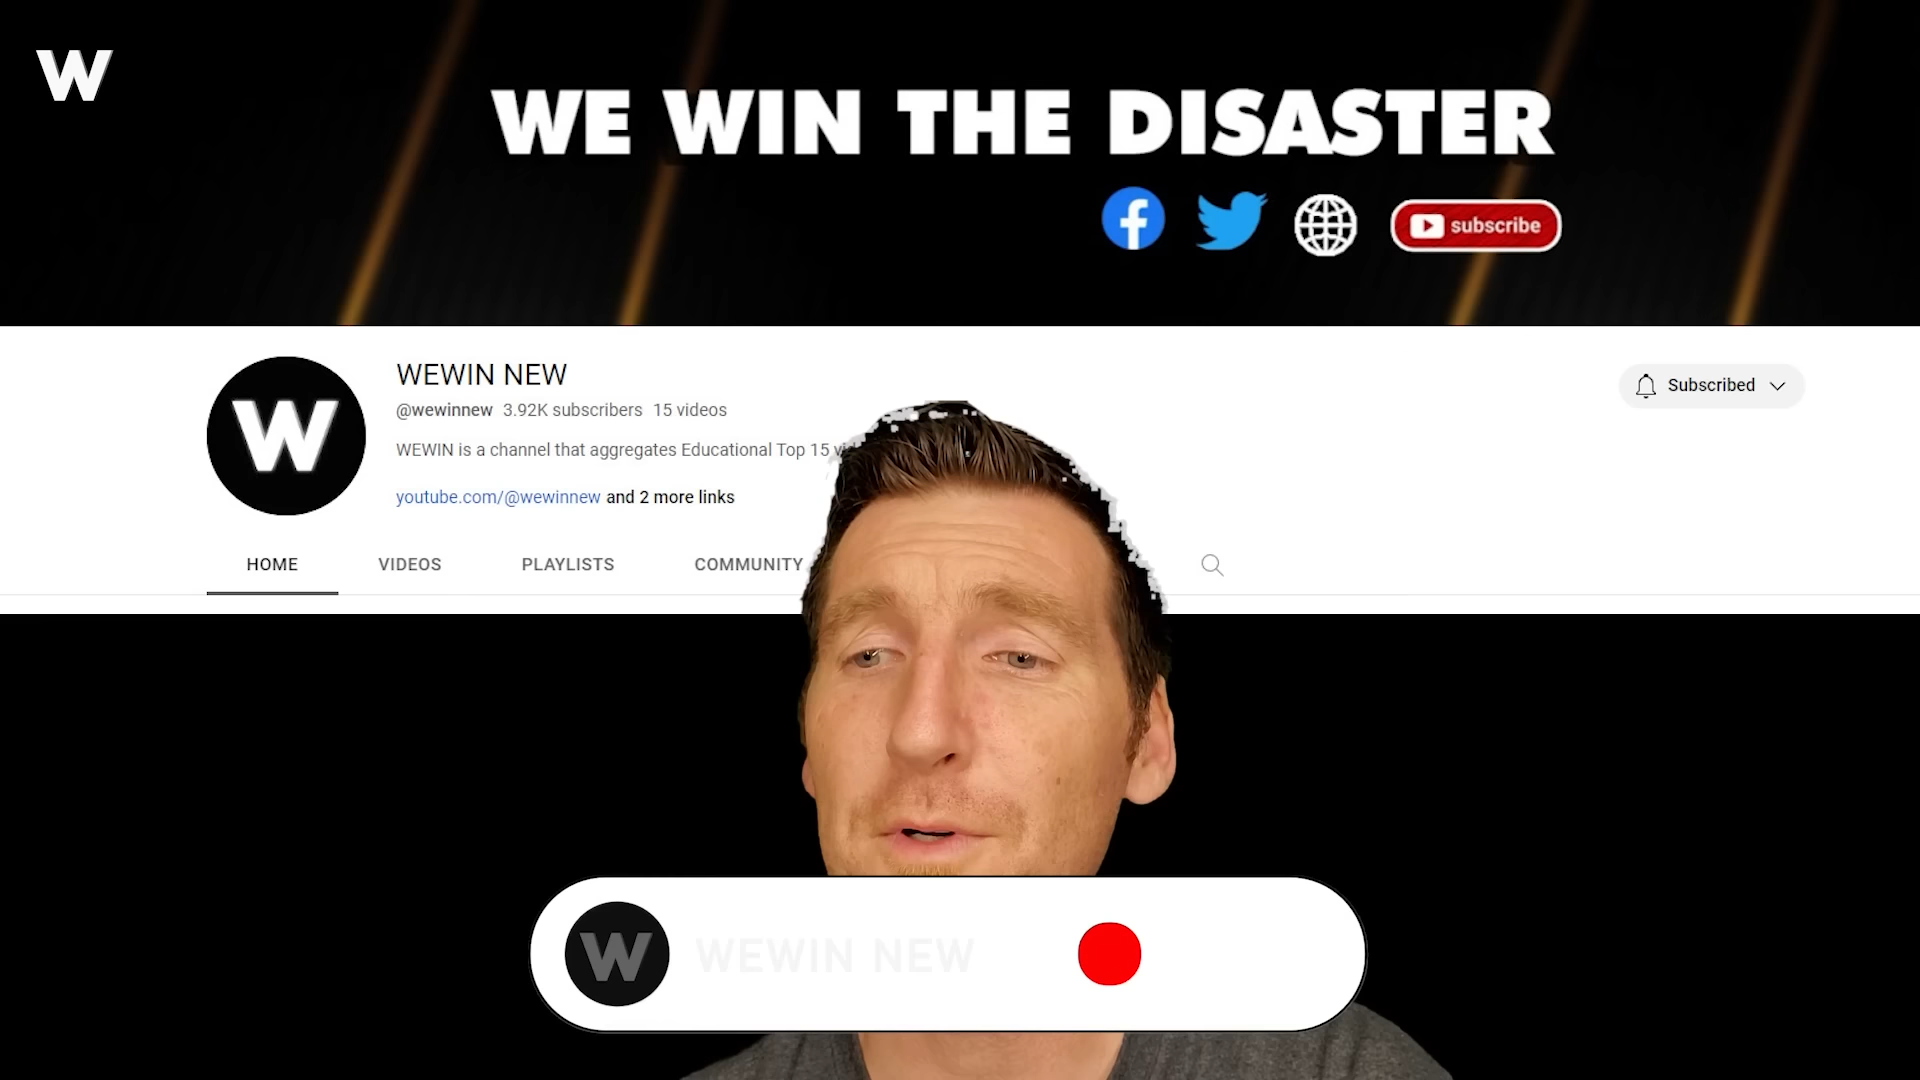 W
WE WIN THE DISASTER
subscribe
W
WEWIN NEW
@wewinnew 3.92K subscribers 15 videos
Subscribed
WEWIN is a channel that aggregates Educational Top 15
youtube.com/@wewinnew and 2 more links
HOME VIDEOS PLAYLISTS COMMUNITY
W WEWIN NEW